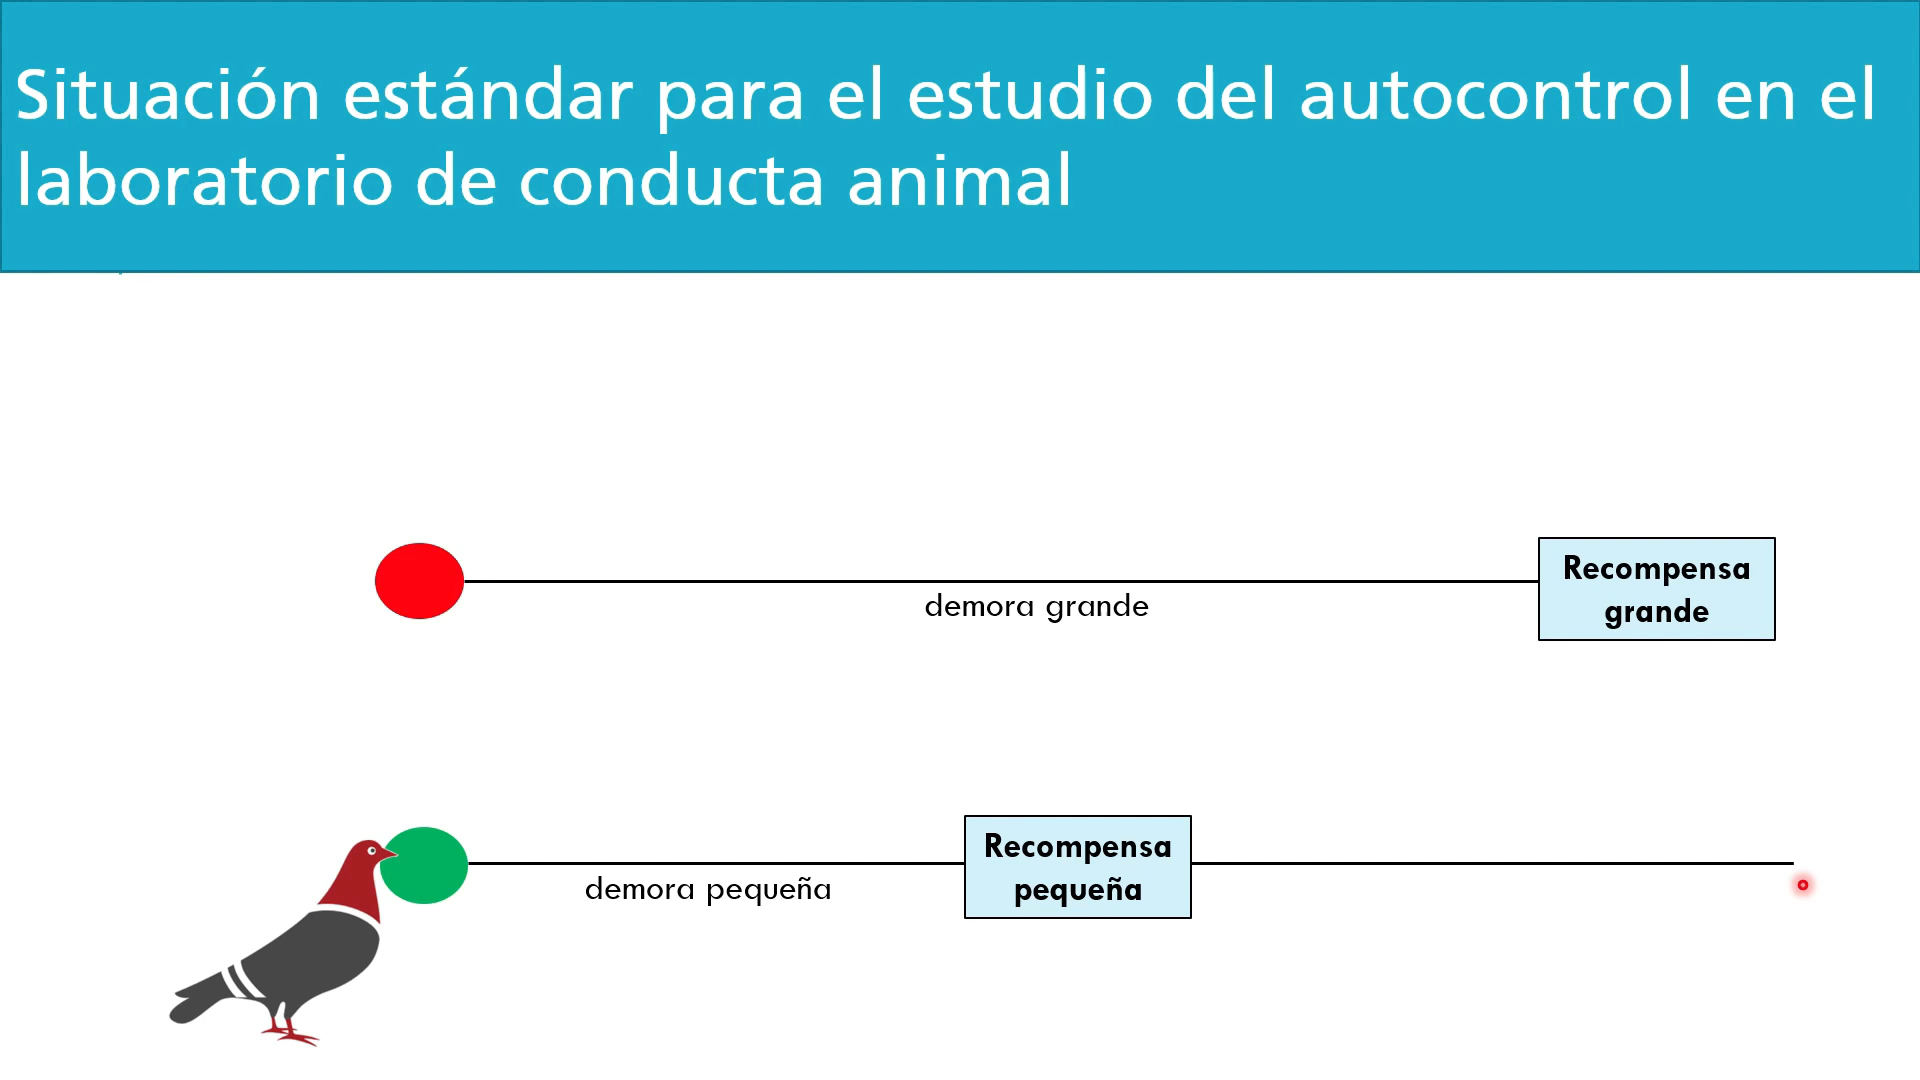 Situación estándar para el estudio del autocontrol en el
laboratorio de conducta animal
Recompensa
grande
demora grande
Recompensa
pequeña
demora pequeña